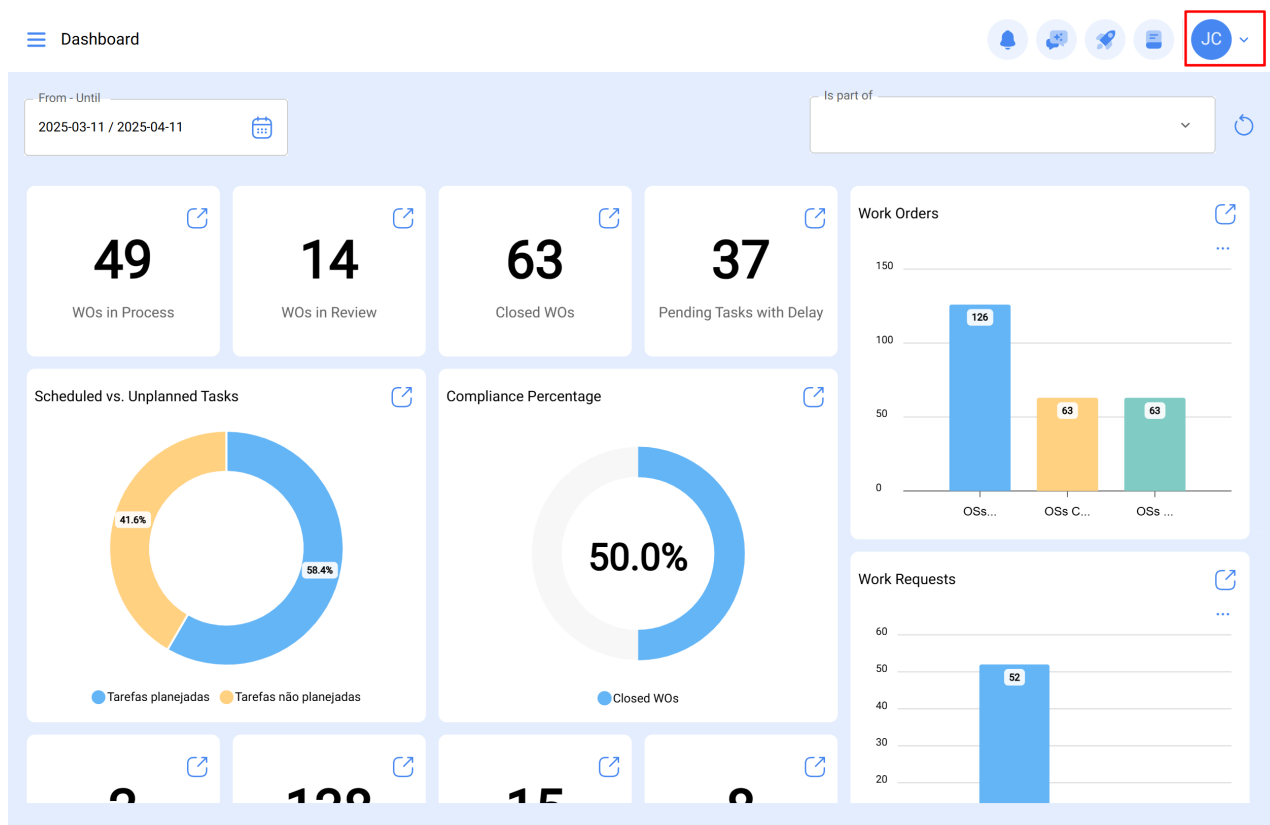 Dashboard
JC
From - Until
2025-03-11 / 2025-04-11
Is part of
49
WOs in Process
14
WOs in Review
63
Closed WOs
37
Pending Tasks with Delay
Work Orders
150
100
50
0
126
63
63
OSs...
OSs C...
OSs ...
Scheduled vs. Unplanned Tasks
41.6%
58.4%
Tarefas planejadas
Tarefas não planejadas
Compliance Percentage
50.0%
Closed WOs
Work Requests
60
50
40
30
20
52